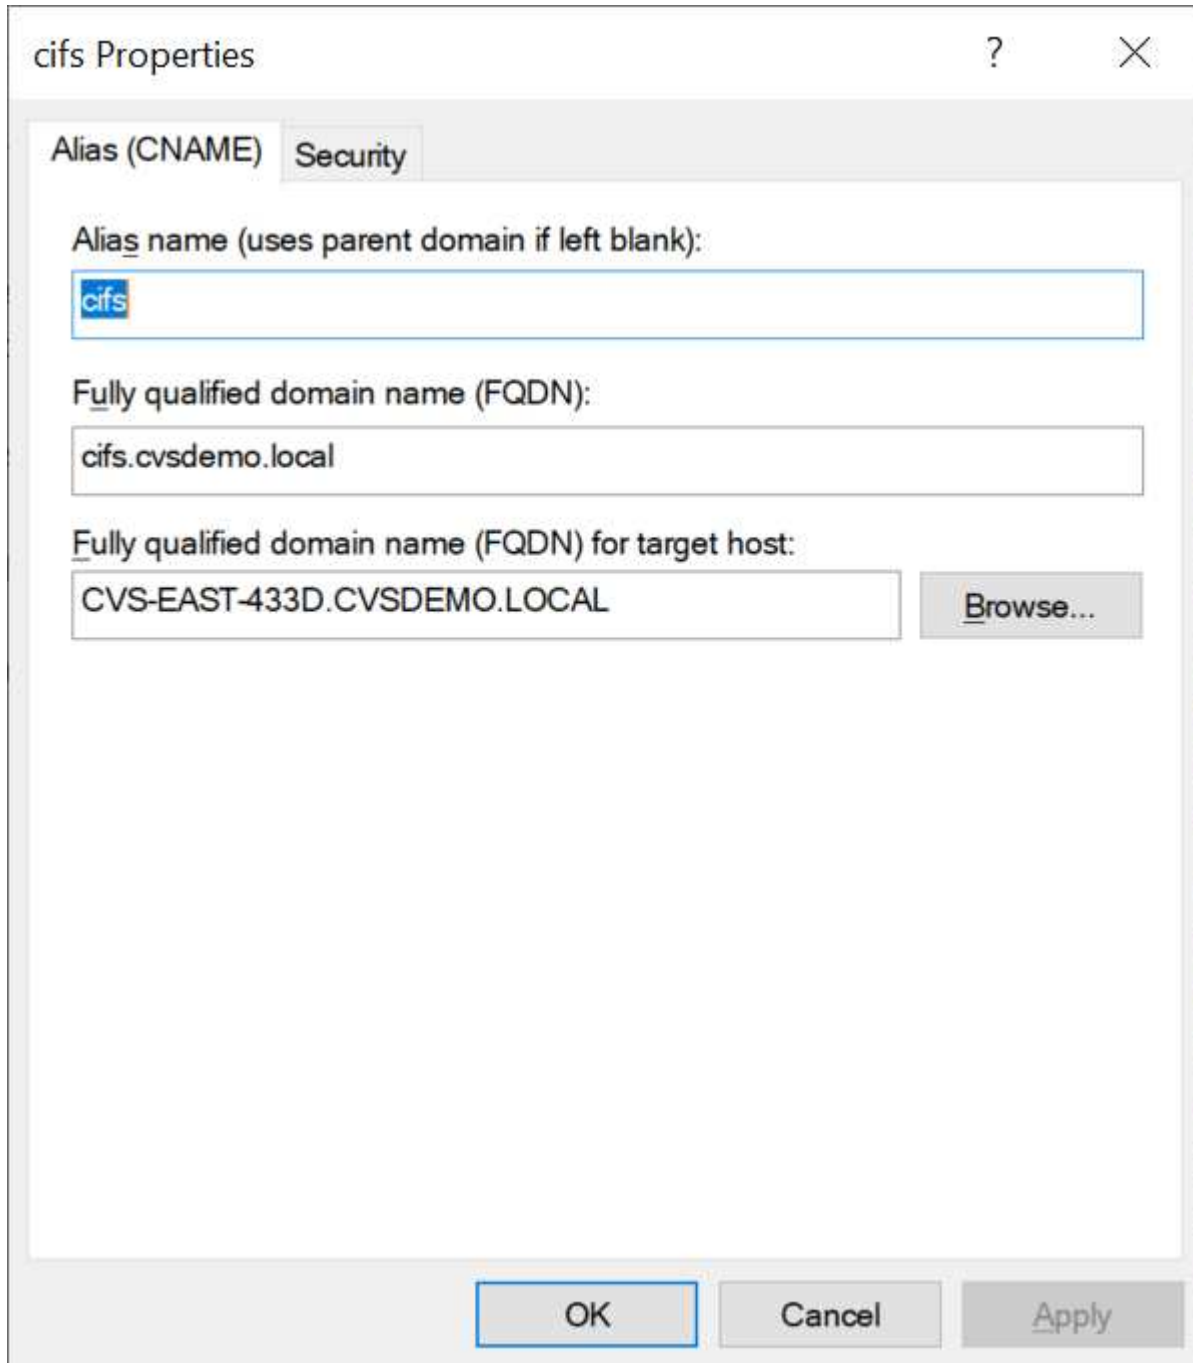 cifs Properties
?
Alias (CNAME) Security
Alias name (uses parent domain if left blank):
cifs
Fully qualified domain name (FQDN):
cifs.cvsdemo.local
Fully qualified domain name (FQDN) for target host:
CVS-EAST-433D.CVSDEMO.LOCAL Browse...
OK Cancel Apply